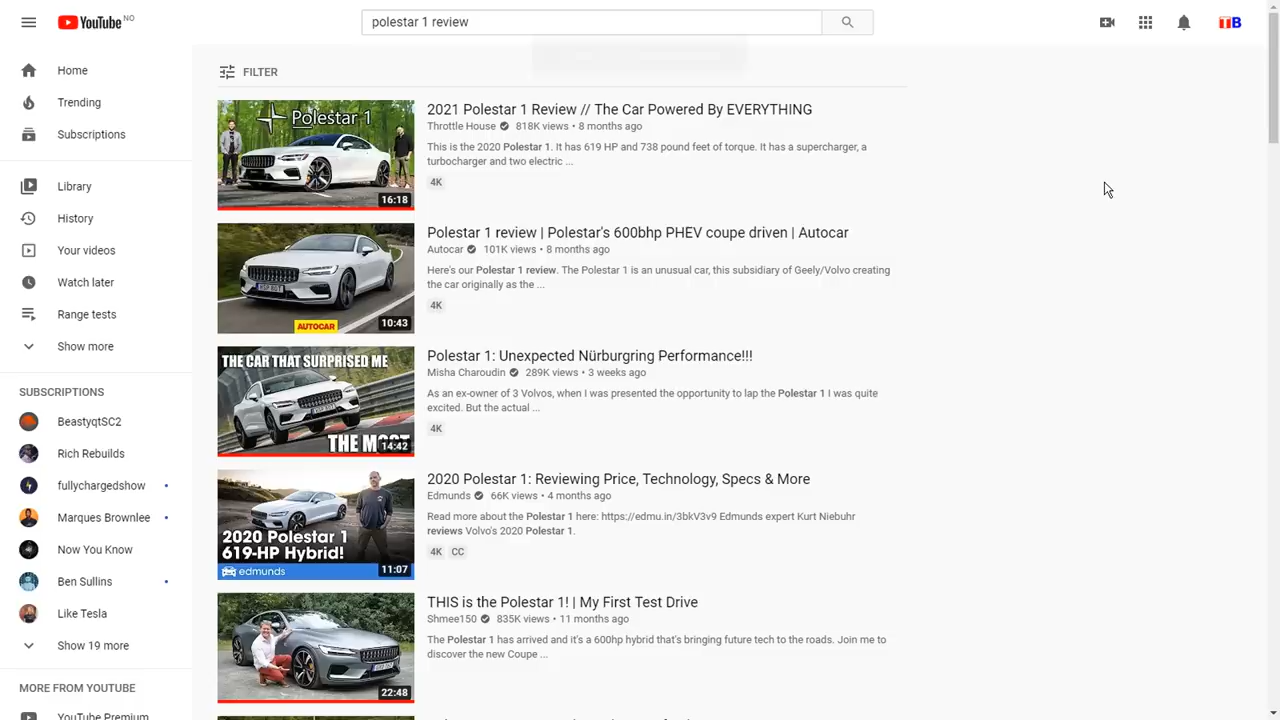 YouTube NO
polestar 1 review
TB
Home
Trending
Subscriptions
Library
History
Your videos
Watch later
Range tests
Show more
SUBSCRIPTIONS
BeastyqtSC2
Rich Rebuilds
fullychargedshow
Marques Brownlee
Now You Know
Ben Sullins
Like Tesla
Show 19 more
MORE FROM YOUTUBE
YouTube Premium
FILTER
Polestar 1
16:18
2021 Polestar 1 Review // The Car Powered By EVERYTHING
Throttle House 818K views • 8 months ago
This is the 2020 Polestar 1. It has 619 HP and 738 pound feet of torque. It has a supercharger, a
turbocharger and two electric ...
4K
AUTOCAR
10:43
Polestar 1 review | Polestar's 600bhp PHEV coupe driven | Autocar
Autocar 101K views • 8 months ago
Here's our Polestar 1 review. The Polestar 1 is an unusual car, this subsidiary of Geely/Volvo creating
the car originally as the ...
4K
THE CAR THAT SURPRISED ME
THE MOST
14:42
Polestar 1: Unexpected Nürburgring Performance!!!
Misha Charoudin 289K views • 3 weeks ago
As an ex-owner of 3 Volvos, when I was presented the opportunity to lap the Polestar 1 I was quite
excited. But the actual ...
4K
2020 Polestar 1
619-HP Hybrid!
edmunds
11:07
2020 Polestar 1: Reviewing Price, Technology, Specs & More
Edmunds 66K views • 4 months ago
Read more about the Polestar 1 here: https://edmu.in/3bkV3v9 Edmunds expert Kurt Niebuhr
reviews Volvo's 2020 Polestar 1.
4K CC
22:48
THIS is the Polestar 1! | My First Test Drive
Shmee150 835K views • 11 months ago
The Polestar 1 has arrived and it's a 600hp hybrid that's bringing future tech to the roads. Join me to
discover the new Coupe ...